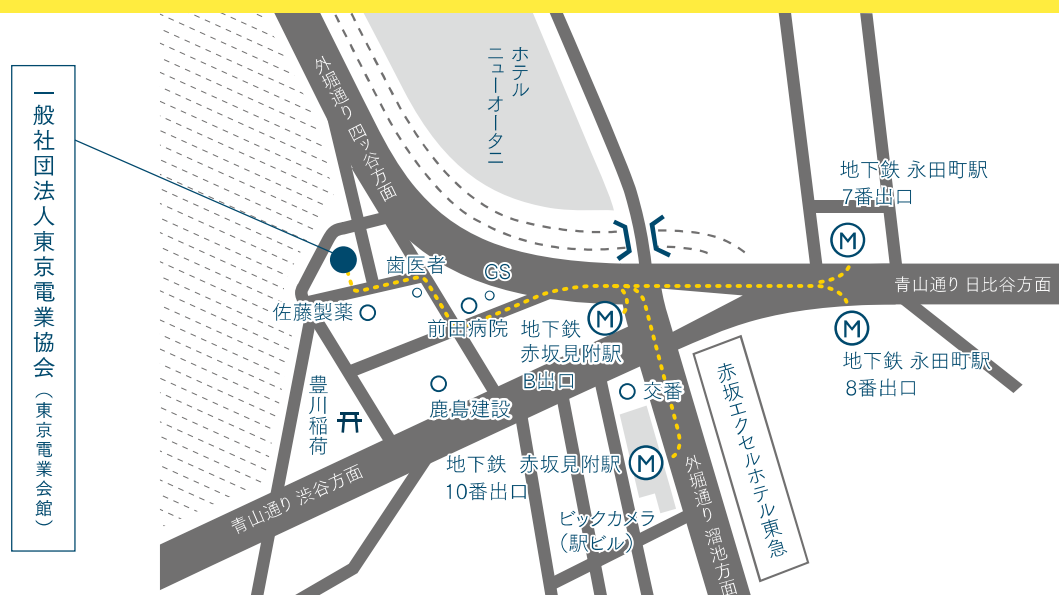 一般社団法人東京電業協会（東京電業会館）
外堀通り 四ッ谷方面
ホテル
ニューオータニ
地下鉄 永田町駅
7番出口
M
青山通り 日比谷方面
M
地下鉄 永田町駅
8番出口
歯医者
GS
佐藤製薬
前田病院
地下鉄
赤坂見附駅
B出口
M
豊川稲荷
鹿島建設
交番
赤坂エクセルホテル東急
地下鉄 赤坂見附駅
10番出口
M
青山通り 渋谷方面
ビックカメラ
（駅ビル）
外堀通り 溜池方面